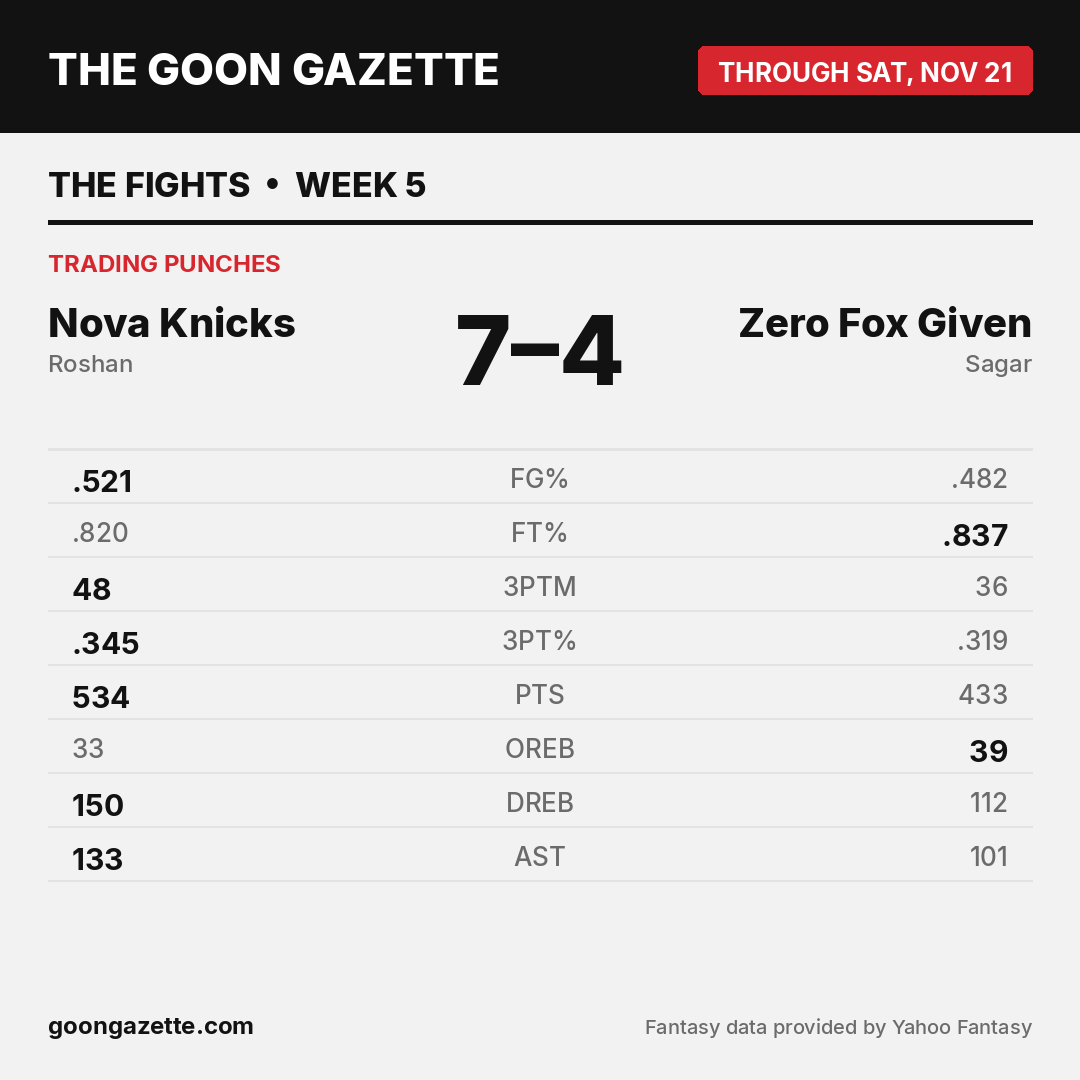 THE GOON GAZETTE THROUGH SAT, NOV 21
THE FIGHTS • WEEK 5
TRADING PUNCHES
Nova Knicks 7–4 Zero Fox Given
Roshan Sagar
.521 FG% .482
.820 FT% .837
48 3PTM 36
.345 3PT% .319
534 PTS 433
33 OREB 39
150 DREB 112
133 AST 101
goongazette.com Fantasy data provided by Yahoo Fantasy